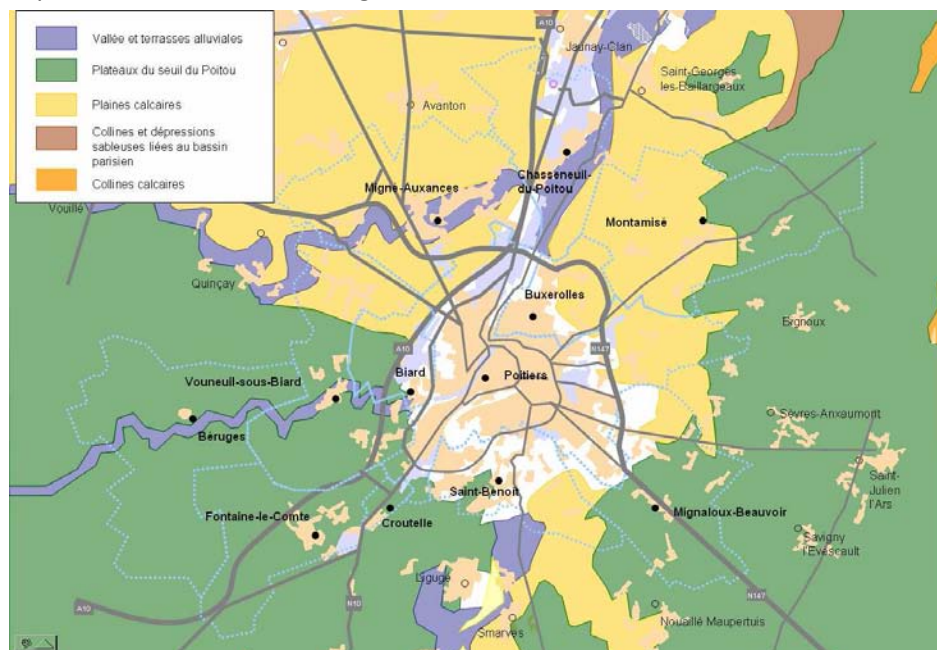 Vallée et terrasses alluviales
Plateaux du seuil du Poitou
Plaines calcaires
Collines et dépressions
sableuses liées au bassin
parisien
Collines calcaires
A10
Jaunay-Clan
Saint-Georges
les-Baillargeaux
Avanton
Chasseneuil-
du-Poitou
Migné-Auxances
Montamisé
Vouillé
Quinçay
Buxerolles
Bignoux
A10
N147
Vouneuil-sous-Biard
Biard
Poitiers
Béruges
Sèvres-Anxaumont
Saint-
Julien
l'Ars
Saint-Benoit
Fontaine-le-Comte
Croutelle
Mignaloux-Beauvoir
Savigny
l'Evescault
Ligugé
A10
N10
N147
Smarves
Nouaillé Maupertuis